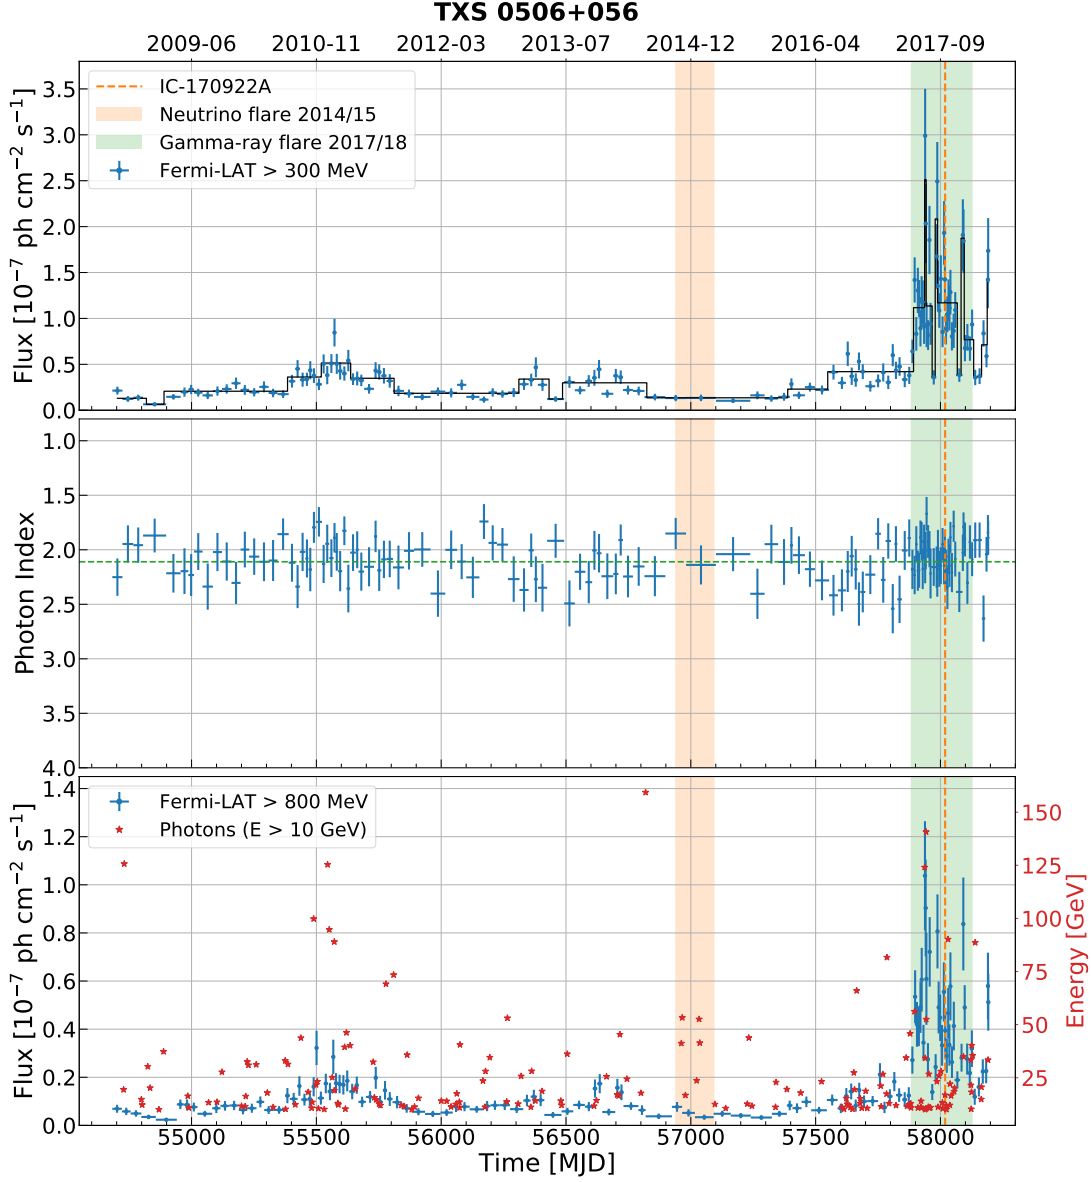 TXS 0506+056
2009-06 2010-11 2012-03 2013-07 2014-12 2016-04 2017-09
IC-170922A
Neutrino flare 2014/15
Gamma-ray flare 2017/18
Fermi-LAT > 300 MeV
Flux [10⁻⁷ ph cm⁻² s⁻¹]
3.5
3.0
2.5
2.0
1.5
1.0
0.5
0.0
Photon Index
1.0
1.5
2.0
2.5
3.0
3.5
4.0
Fermi-LAT > 800 MeV
Photons (E > 10 GeV)
Flux [10⁻⁷ ph cm⁻² s⁻¹]
1.4
1.2
1.0
0.8
0.6
0.4
0.2
0.0
150
125
100
75
50
25
Energy [GeV]
55000 55500 56000 56500 57000 57500 58000
Time [MJD]